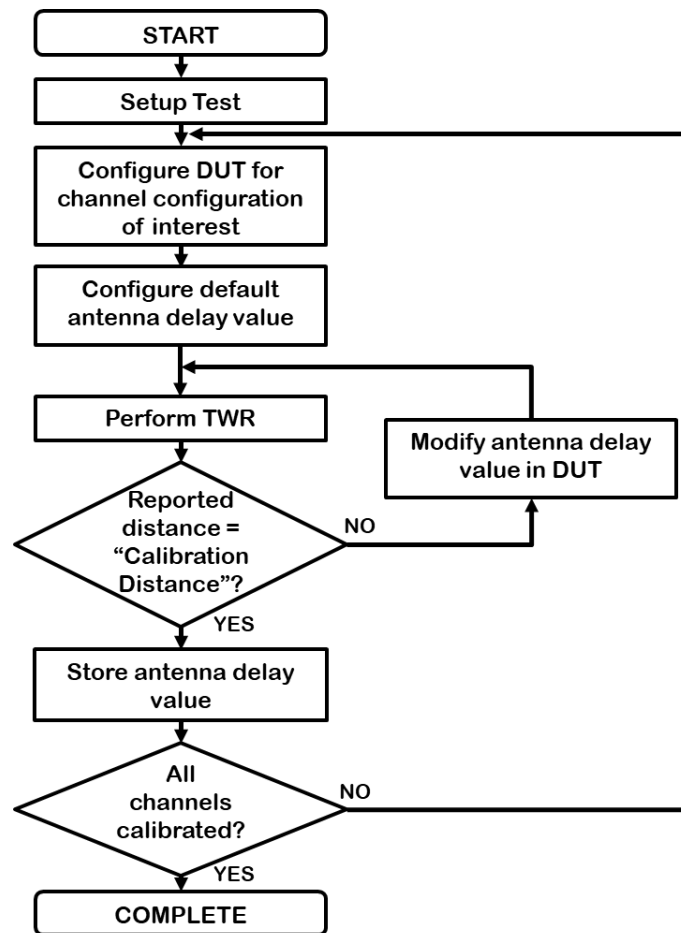 START
Setup Test
Configure DUT for
channel configuration
of interest
Configure default
antenna delay value
Perform TWR
Modify antenna delay
value in DUT
Reported
distance =
“Calibration
Distance”?
NO
YES
Store antenna delay
value
All
channels
calibrated?
NO
YES
COMPLETE